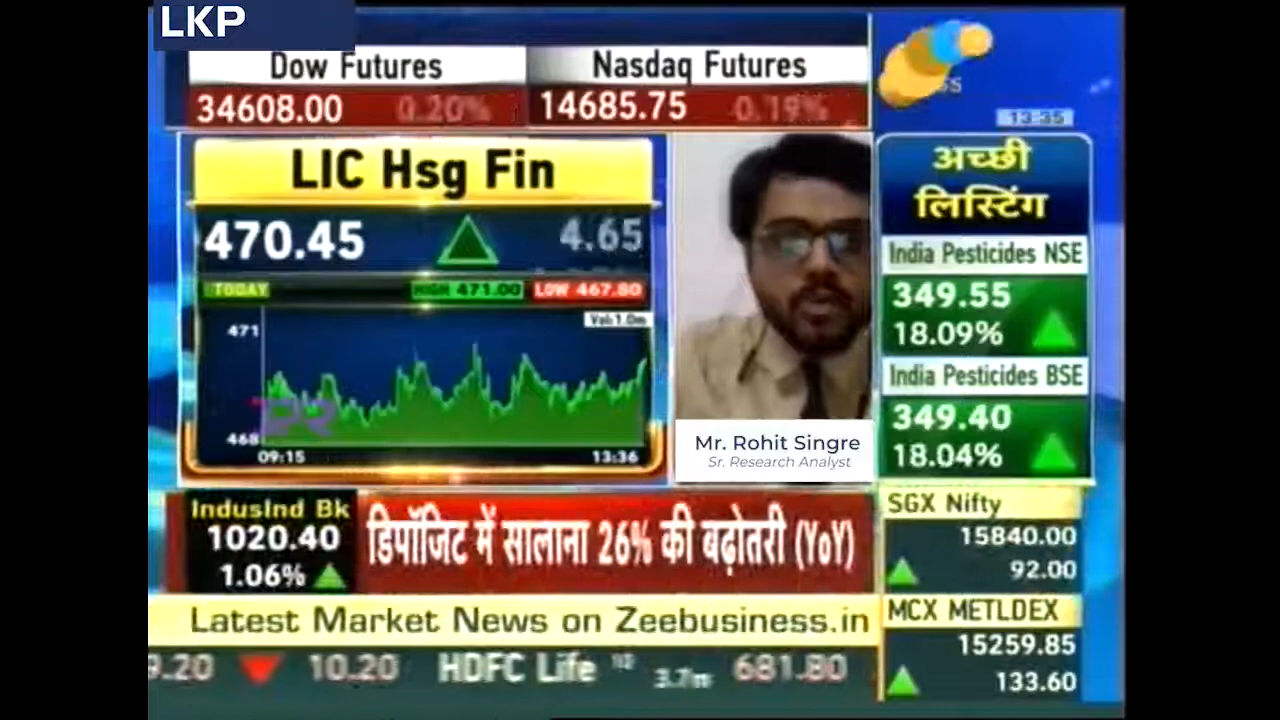 LKP
Dow Futures
34608.00 0.20%
Nasdaq Futures
14685.75 0.19%
13:35
LIC Hsg Fin
470.45 4.65
TODAY HIGH 471.00 LOW 467.80
Vol:1.0m
471
468
09:15 13:36
Mr. Rohit Singre
Sr. Research Analyst
अच्छी
लिस्टिंग
India Pesticides NSE
349.55
18.09%
India Pesticides BSE
349.40
18.04%
IndusInd Bk
1020.40
1.06%
डिपॉजिट में सालाना 26% की बढ़ोतरी (YoY)
SGX Nifty
15840.00
92.00
MCX METLDEX
15259.85
133.60
Latest Market News on Zeebusiness.in
9.20 10.20 HDFC Life 3.7m 681.80